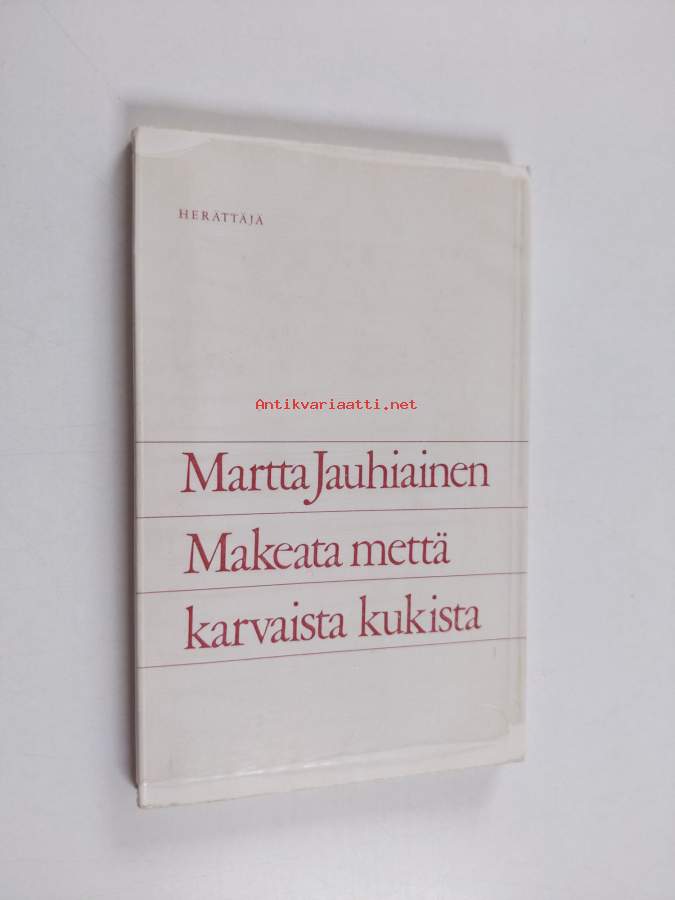 HERÄTTÄJÄ
Antikvariaatti.net
Martta Jauhiainen
Makeata mettä
karvaista kukista